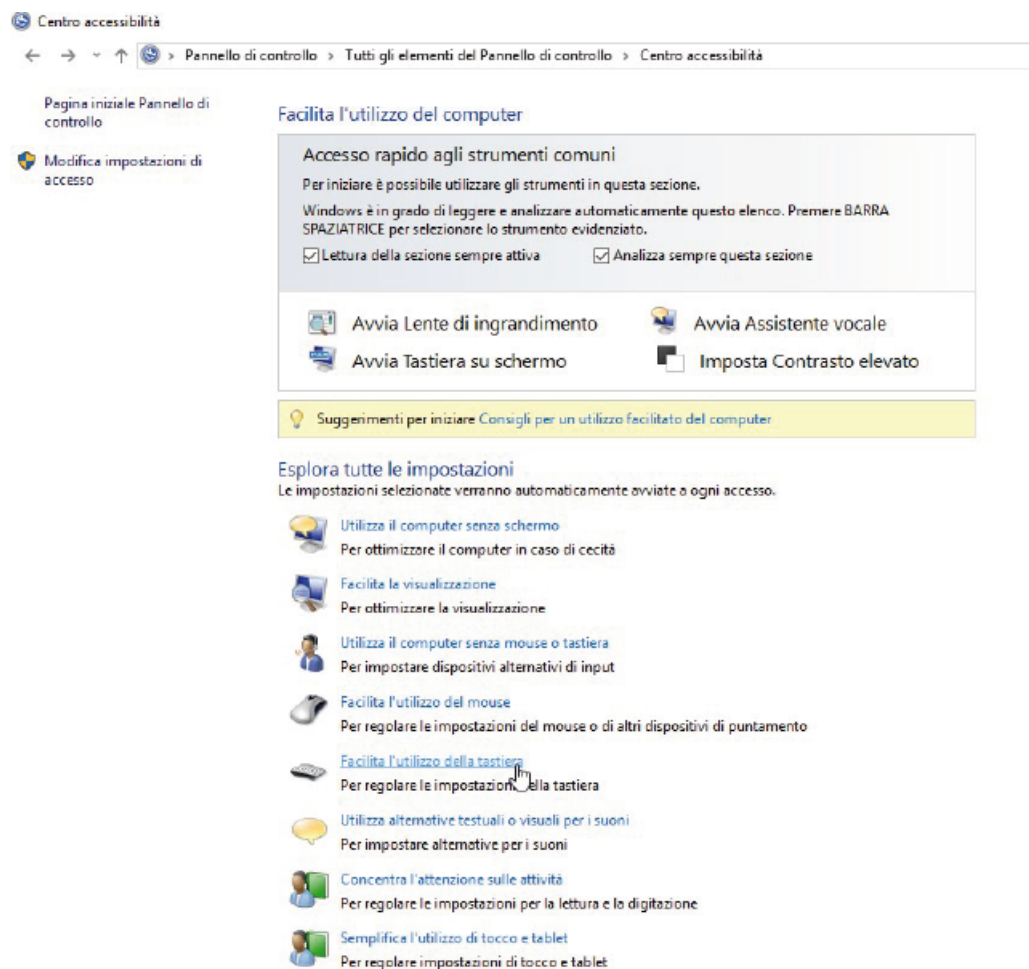 Centro accessibilità
Pannello di controllo > Tutti gli elementi del Pannello di controllo > Centro accessibilità
Pagina iniziale Pannello di
controllo
Modifica impostazioni di
accesso
Facilita l'utilizzo del computer
Accesso rapido agli strumenti comuni
Per iniziare è possibile utilizzare gli strumenti in questa sezione.
Windows è in grado di leggere e analizzare automaticamente questo elenco. Premere BARRA
SPAZIATRICE per selezionare lo strumento evidenziato.
Lettura della sezione sempre attiva Analizza sempre questa sezione
Avvia Lente di ingrandimento Avvia Assistente vocale
Avvia Tastiera su schermo Imposta Contrasto elevato
Suggerimenti per iniziare Consigli per un utilizzo facilitato del computer
Esplora tutte le impostazioni
Le impostazioni selezionate verranno automaticamente avviate a ogni accesso.
Utilizza il computer senza schermo
Per ottimizzare il computer in caso di cecità
Facilita la visualizzazione
Per ottimizzare la visualizzazione
Utilizza il computer senza mouse o tastiera
Per impostare dispositivi alternativi di input
Facilita l'utilizzo del mouse
Per regolare le impostazioni del mouse o di altri dispositivi di puntamento
Facilita l'utilizzo della tastiera
Per regolare le impostazioni della tastiera
Utilizza alternative testuali o visuali per i suoni
Per impostare alternative per i suoni
Concentra l'attenzione sulle attività
Per regolare le impostazioni per la lettura e la digitazione
Semplifica l'utilizzo di tocco e tablet
Per regolare impostazioni di tocco e tablet